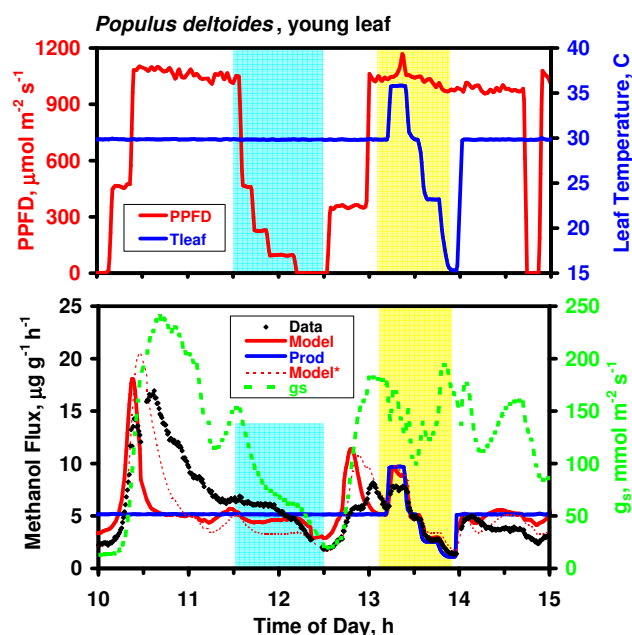 Populus deltoides, young leaf
PPFD, μmol m⁻² s⁻¹
1200
900
600
300
0
PPFD
Tleaf
40
35
30
25
20
15
Leaf Temperature, C
Methanol Flux, μg g⁻¹ h⁻¹
25
20
15
10
5
0
Data
Model
Prod
Model*
gs
250
200
150
100
50
0
gₛ, mmol m⁻² s⁻¹
10 11 12 13 14 15
Time of Day, h